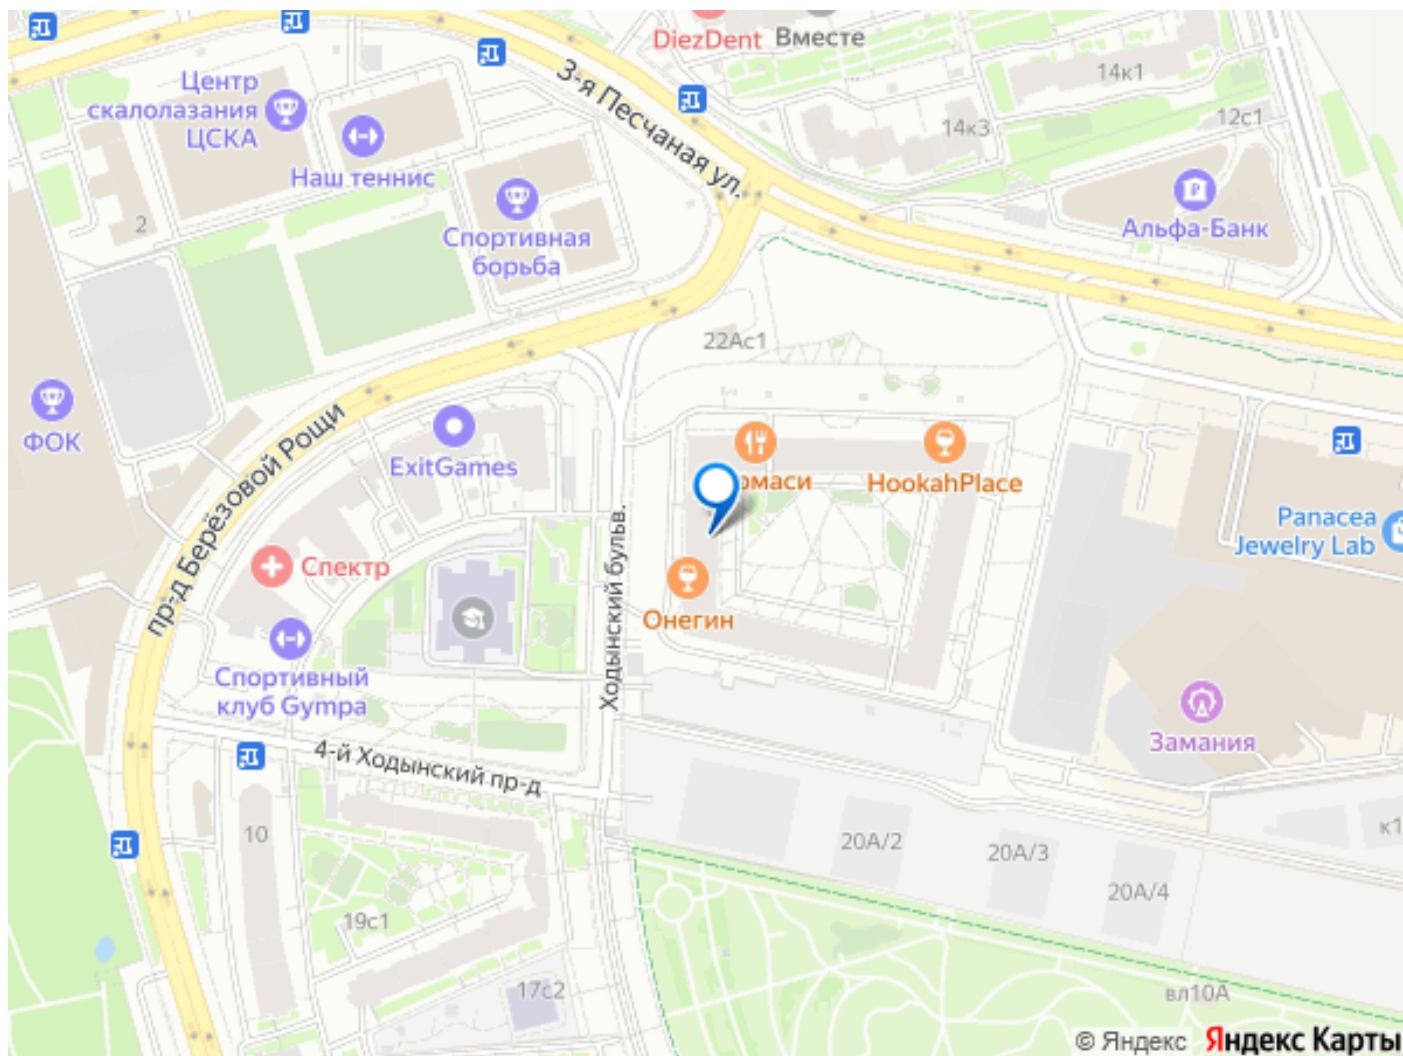 DiezDent
Вместе
Центр
скалолазания
ЦСКА
3-я Песчаная ул.
14к1
14к3
12с1
Наш теннис
Альфа-Банк
2
Спортивная
борьба
22Ас1
ФОК
пр-д Берёзовой Рощи
ExitGames
HookahPlace
Panacea
Jewelry Lab
Спектр
Ходынский бульв.
Онегин
Спортивный
клуб Gympa
Замания
4-й Ходынский пр-д
10
20А/2
20А/3
20А/4
к1
19с1
17с2
вл10А
© Яндекс Яндекс Карты